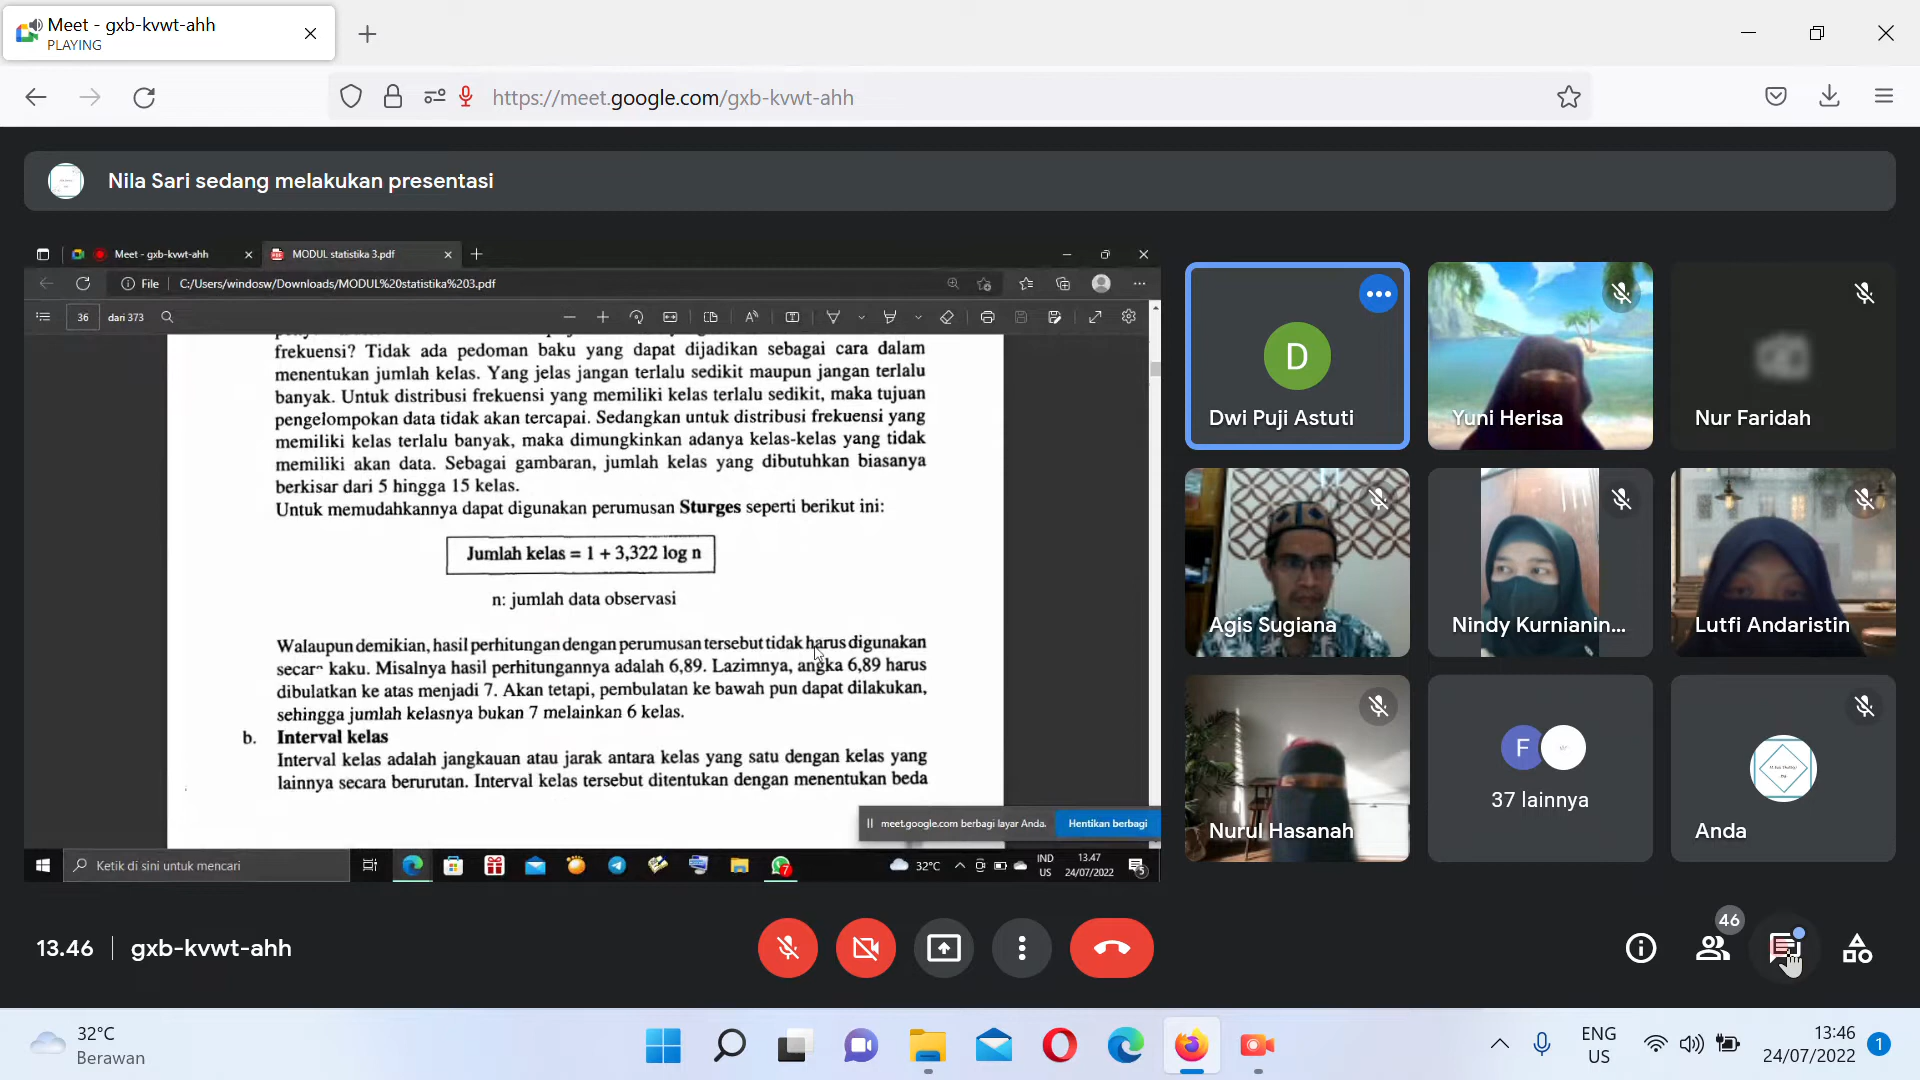 Meet - gxb-kvwt-ahh
PLAYING
https://meet.google.com/gxb-kvwt-ahh
Nila Sari sedang melakukan presentasi
Meet - gxb-kvwt-ahh
MODUL statistika 3.pdf
File
C:/Users/windosw/Downloads/MODUL%20statistika%203.pdf
36
dari 373
frekuensi? Tidak ada pedoman baku yang dapat dijadikan sebagai cara dalam
menentukan jumlah kelas. Yang jelas jangan terlalu sedikit maupun jangan terlalu
banyak. Untuk distribusi frekuensi yang memiliki kelas terlalu sedikit, maka tujuan
pengelompokan data tidak akan tercapai. Sedangkan untuk distribusi frekuensi yang
memiliki kelas terlalu banyak, maka dimungkinkan adanya kelas-kelas yang tidak
memiliki akan data. Sebagai gambaran, jumlah kelas yang dibutuhkan biasanya
berkisar dari 5 hingga 15 kelas.
Untuk memudahkannya dapat digunakan perumusan Sturges seperti berikut ini:
Jumlah kelas = 1 + 3,322 log n
n: jumlah data observasi
Walaupun demikian, hasil perhitungan dengan perumusan tersebut tidak harus digunakan
kaku. Misalnya hasil perhitungannya adalah 6,89. Lazimnya, angka 6,89 harus
dibulatkan ke atas menjadi 7. Akan tetapi, pembulatan ke bawah pun dapat dilakukan,
sehingga jumlah kelasnya bukan 7 melainkan 6 kelas.
b. Interval kelas
Interval kelas adalah jangkauan atau jarak antara kelas yang satu dengan kelas yang
lainnya secara berurutan. Interval kelas tersebut ditentukan dengan menentukan beda
meet.google.com berbagi layar Anda.
Hentikan berbagi
Ketik di sini untuk mencari
7
32°C
IND
US
13.47
24/07/2022
5
D
Dwi Puji Astuti
Yuni Herisa
Nur Faridah
Agis Sugiana
Nindy Kurnianin...
Lutfi Andaristin
Nurul Hasanah
F
37 lainnya
Anda
13.46
gxb-kvwt-ahh
46
32°C
Berawan
ENG
US
13:46
24/07/2022
1